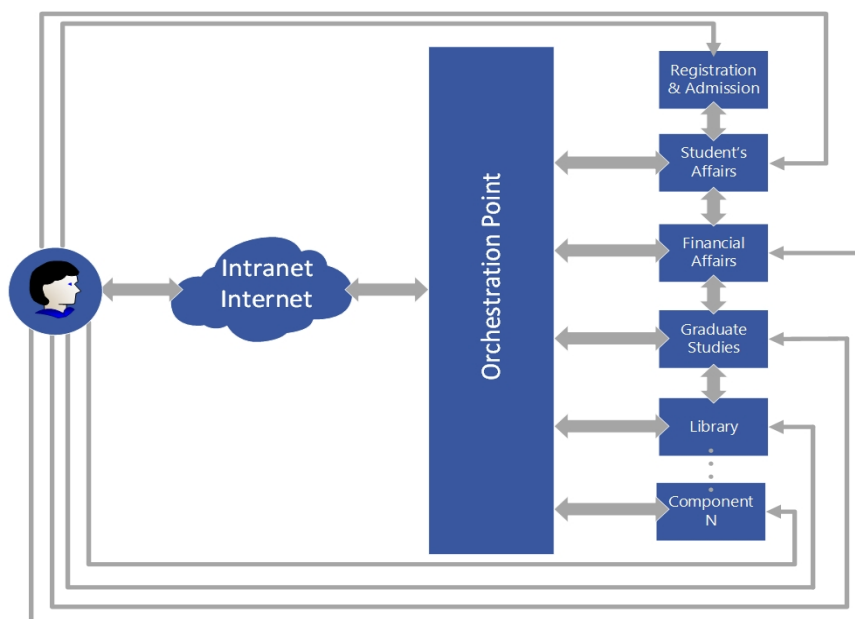 Registration
& Admission
Student's
Affairs
Intranet
Internet
Orchestration Point
Financial
Affairs
Graduate
Studies
Library
Component
N